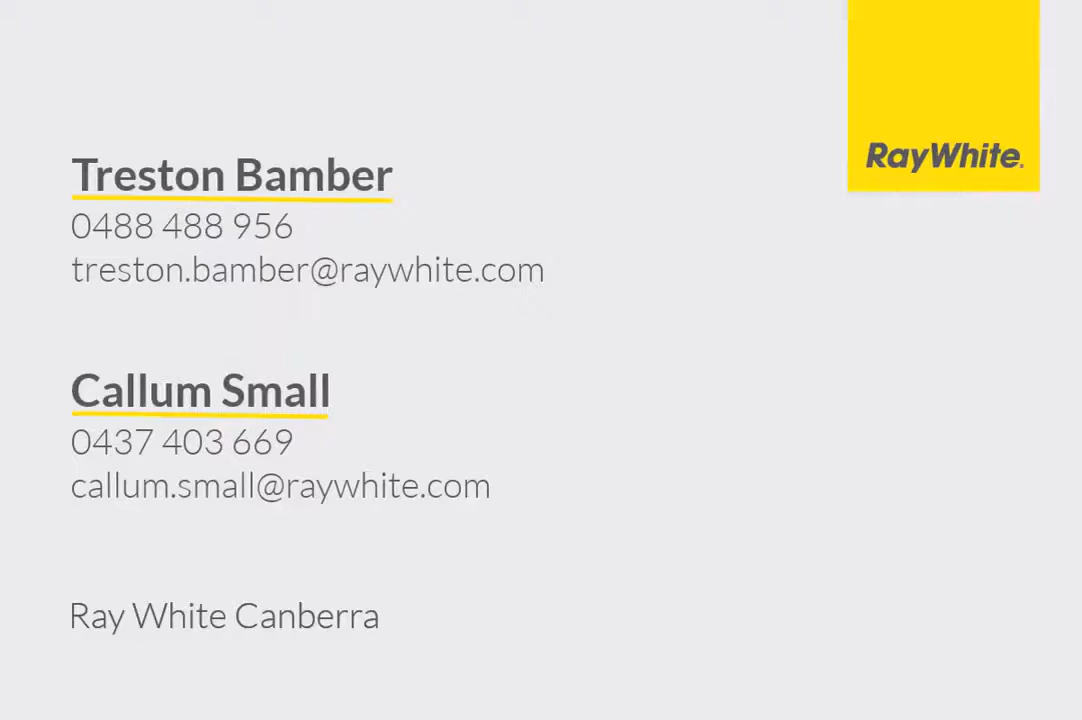 RayWhite.
Treston Bamber
0488 488 956
treston.bamber@raywhite.com
Callum Small
0437 403 669
callum.small@raywhite.com
Ray White Canberra